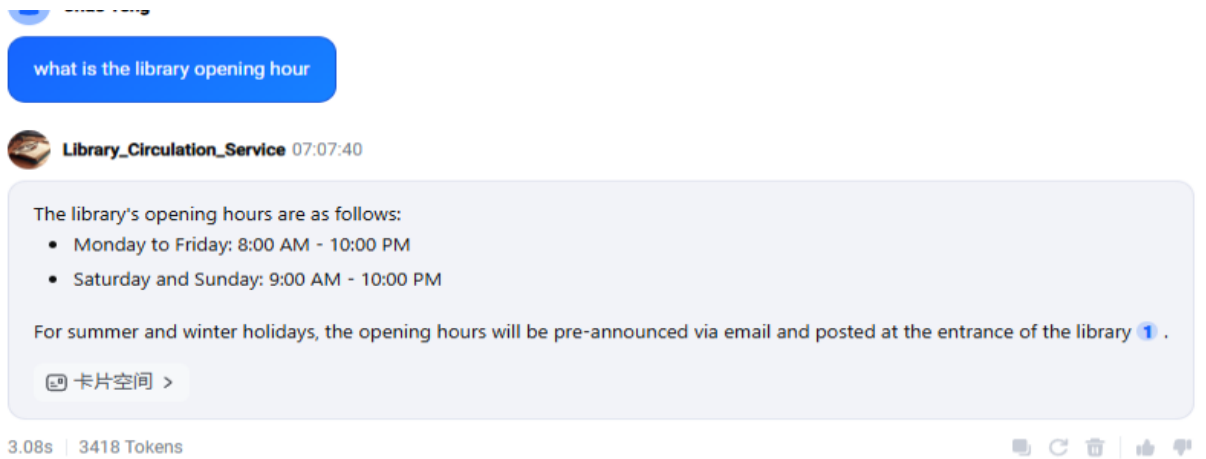 what is the library opening hour
Library_Circulation_Service 07:07:40
The library's opening hours are as follows:
• Monday to Friday: 8:00 AM - 10:00 PM
• Saturday and Sunday: 9:00 AM - 10:00 PM
For summer and winter holidays, the opening hours will be pre-announced via email and posted at the entrance of the library 1 .
卡片空间 >
3.08s | 3418 Tokens